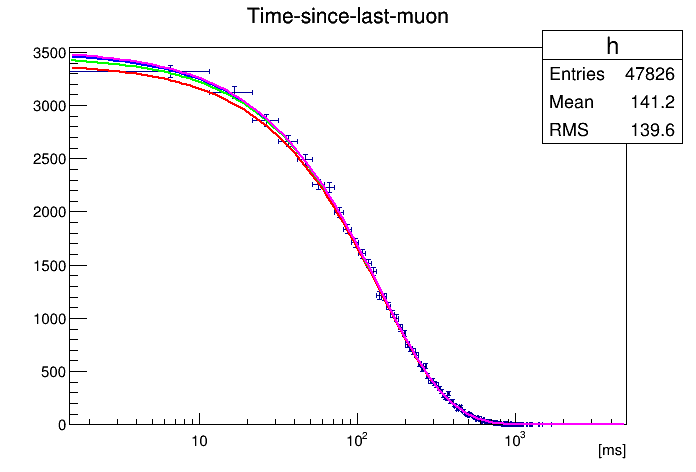 Time-since-last-muon
h
Entries 47826
Mean 141.2
RMS 139.6
3500
3000
2500
2000
1500
1000
500
0
10 10² 10³
[ms]